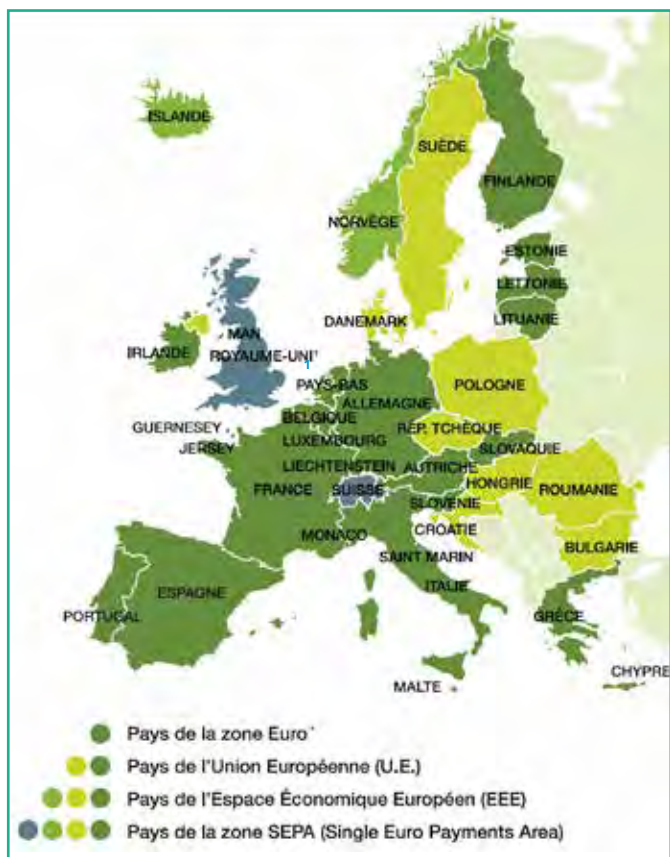 ISLANDE
SUÈDE
FINLANDE
NORVÈGE
ESTONIE
LETTONIE
LITUANIE
DANEMARK
MAN
IRLANDE
ROYAUME-UNI¹
PAYS-BAS
POLOGNE
ALLEMAGNE
BELGIQUE
GUERNESEY
RÉP. TCHÈQUE
JERSEY
LUXEMBOURG
SLOVAQUIE
LIECHTENSTEIN
AUTRICHE
HONGRIE
FRANCE
SUISSE
ROUMANIE
SLOVÉNIE
MONACO
CROATIE
BULGARIE
SAINT MARIN
ESPAGNE
ITALIE
PORTUGAL
GRÈCE
CHYPRE
MALTE
Pays de la zone Euro*
Pays de l'Union Européenne (U.E.)
Pays de l'Espace Économique Européen (EEE)
Pays de la zone SEPA (Single Euro Payments Area)